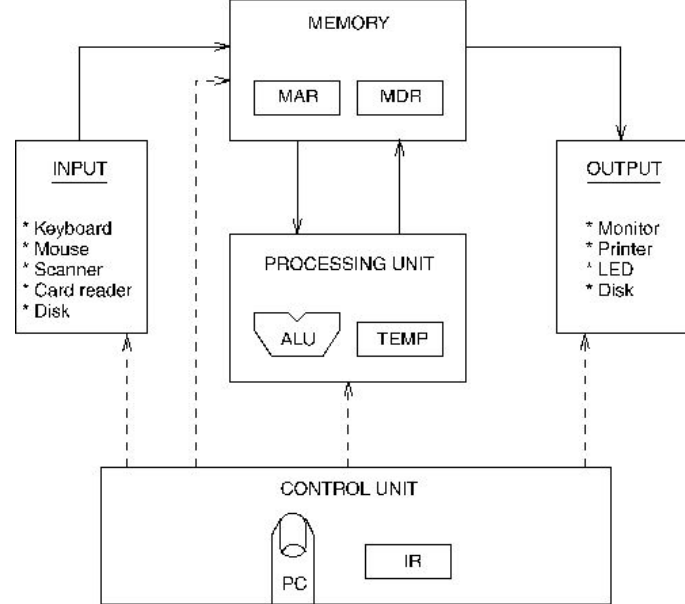 MEMORY
MAR MDR
INPUT
* Keyboard
* Mouse
* Scanner
* Card reader
* Disk
OUTPUT
* Monitor
* Printer
* LED
* Disk
PROCESSING UNIT
ALU TEMP
CONTROL UNIT
PC IR